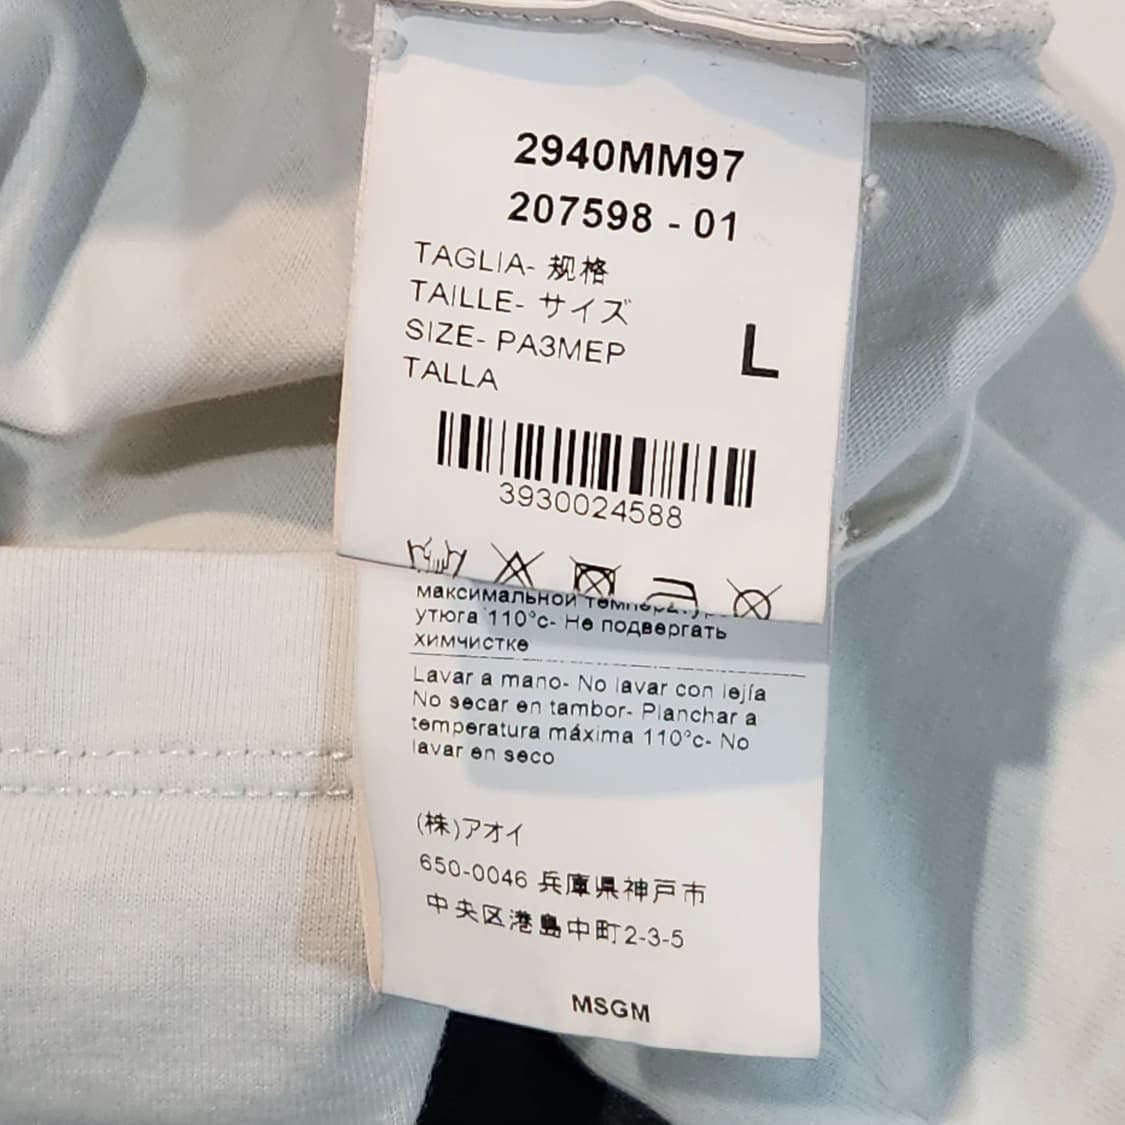 2940MM97
207598 - 01
TAGLIA- 规格
TAILLE- サイズ
SIZE- РАЗМЕР
TALLA
L
3930024588
максимальной
утюга 110°с- Не подвергать
химчистке
Lavar a mano- No lavar con lejía
No secar en tambor- Planchar a
temperatura máxima 110°c- No
lavar en seco
(株)アオイ
650-0046 兵庫県神戸市
中央区港島中町2-3-5
MSGM